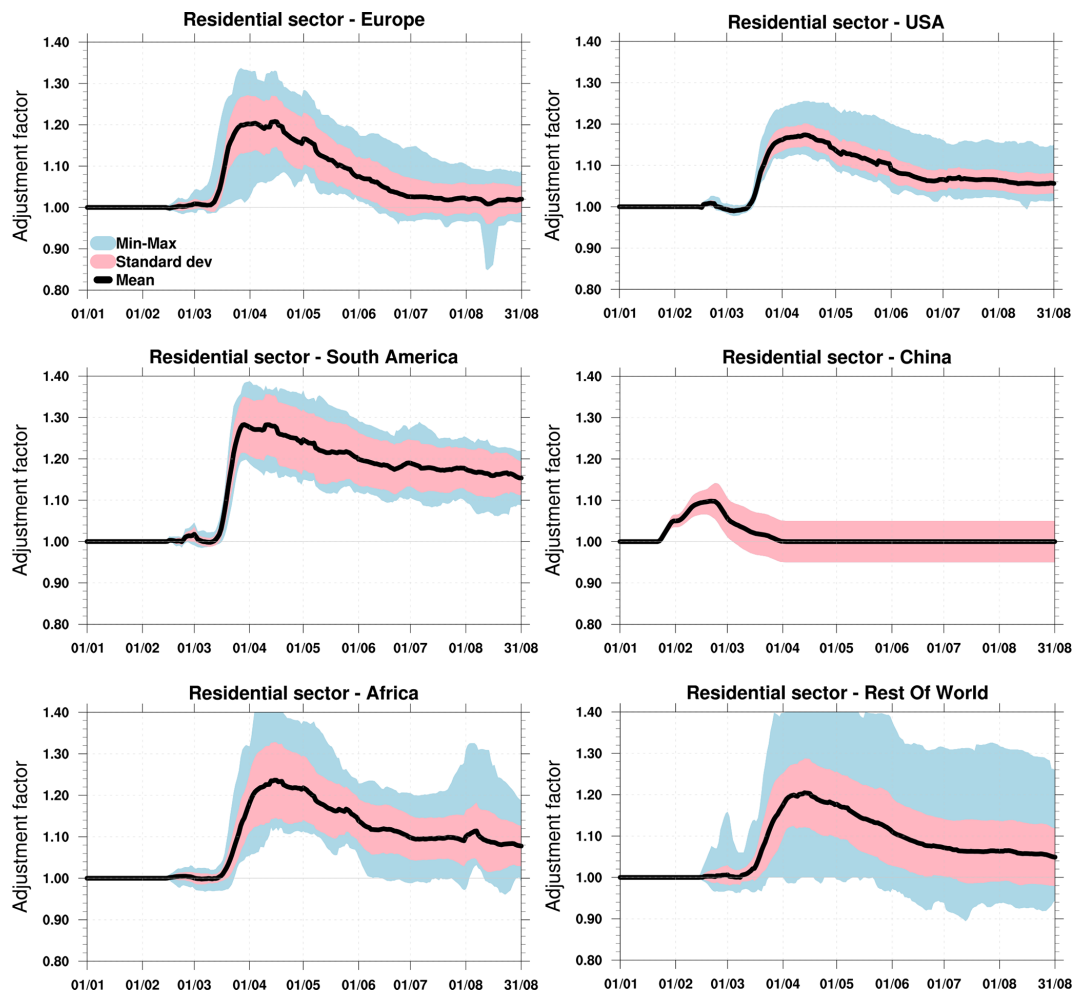 Residential sector - Europe
1.40
1.30
1.20
1.10
1.00
0.90
0.80
Adjustment factor
Min-Max
Standard dev
Mean
01/01 01/02 01/03 01/04 01/05 01/06 01/07 01/08 31/08
Residential sector - USA
1.40
1.30
1.20
1.10
1.00
0.90
0.80
Adjustment factor
01/01 01/02 01/03 01/04 01/05 01/06 01/07 01/08 31/08
Residential sector - South America
1.40
1.30
1.20
1.10
1.00
0.90
0.80
Adjustment factor
01/01 01/02 01/03 01/04 01/05 01/06 01/07 01/08 31/08
Residential sector - China
1.40
1.30
1.20
1.10
1.00
0.90
0.80
Adjustment factor
01/01 01/02 01/03 01/04 01/05 01/06 01/07 01/08 31/08
Residential sector - Africa
1.40
1.30
1.20
1.10
1.00
0.90
0.80
Adjustment factor
01/01 01/02 01/03 01/04 01/05 01/06 01/07 01/08 31/08
Residential sector - Rest Of World
1.40
1.30
1.20
1.10
1.00
0.90
0.80
Adjustment factor
01/01 01/02 01/03 01/04 01/05 01/06 01/07 01/08 31/08